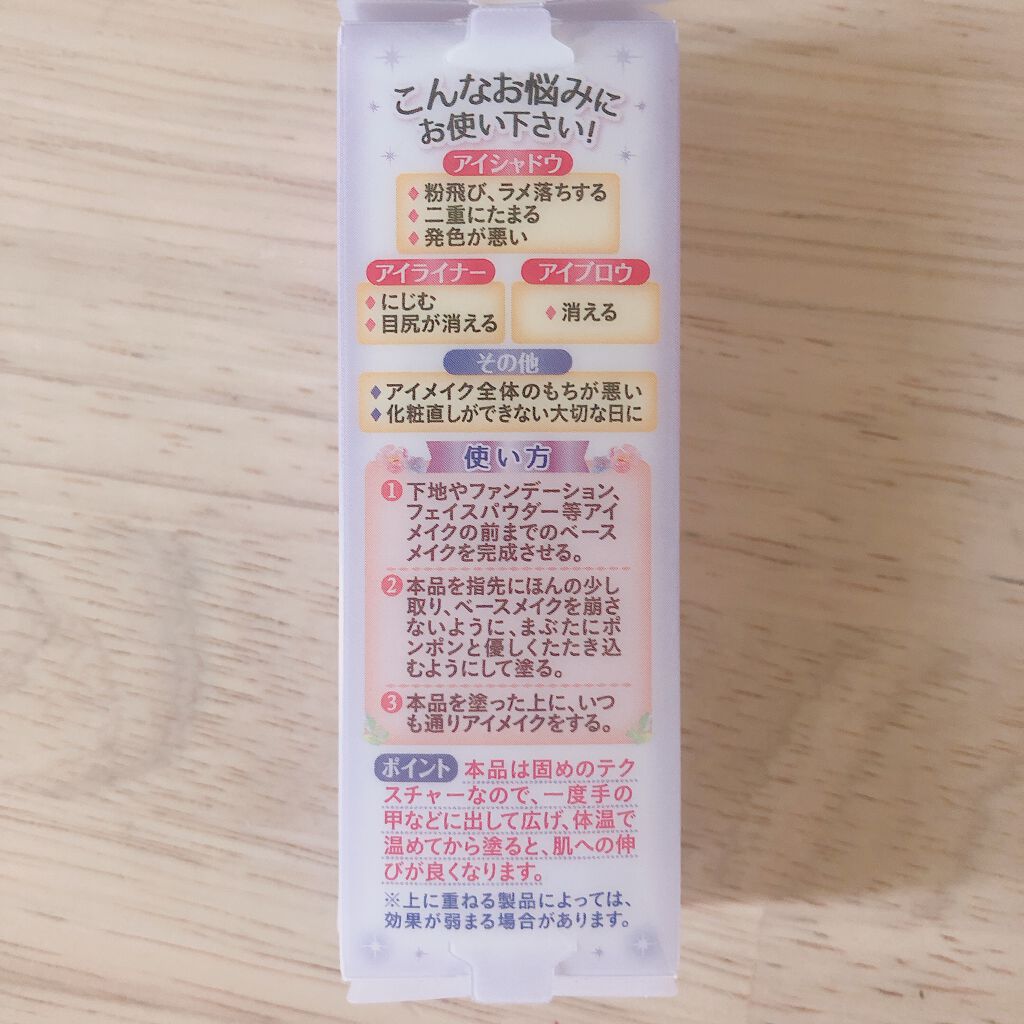 こんなお悩みに
お使い下さい!
アイシャドウ
♦粉飛び、ラメ落ちする
♦二重にたまる
♦発色が悪い
アイライナー
♦にじむ
♦目尻が消える
アイブロウ
♦消える
その他
♦アイメイク全体のもちが悪い
♦化粧直しができない大切な日に
使い方
❶下地やファンデーション、
フェイスパウダー等アイ
メイクの前までのベース
メイクを完成させる。
❷本品を指先にほんの少し
取り、ベースメイクを崩さ
ないように、まぶたにポ
ンポンと優しくたたき込
むようにして塗る。
❸本品を塗った上に、いつ
も通りアイメイクをする。
ポイント 本品は固めのテク
スチャーなので、一度手の
甲などに出して広げ、体温で
温めてから塗ると、肌への伸
びが良くなります。
※上に重ねる製品によっては、
効果が弱まる場合があります。